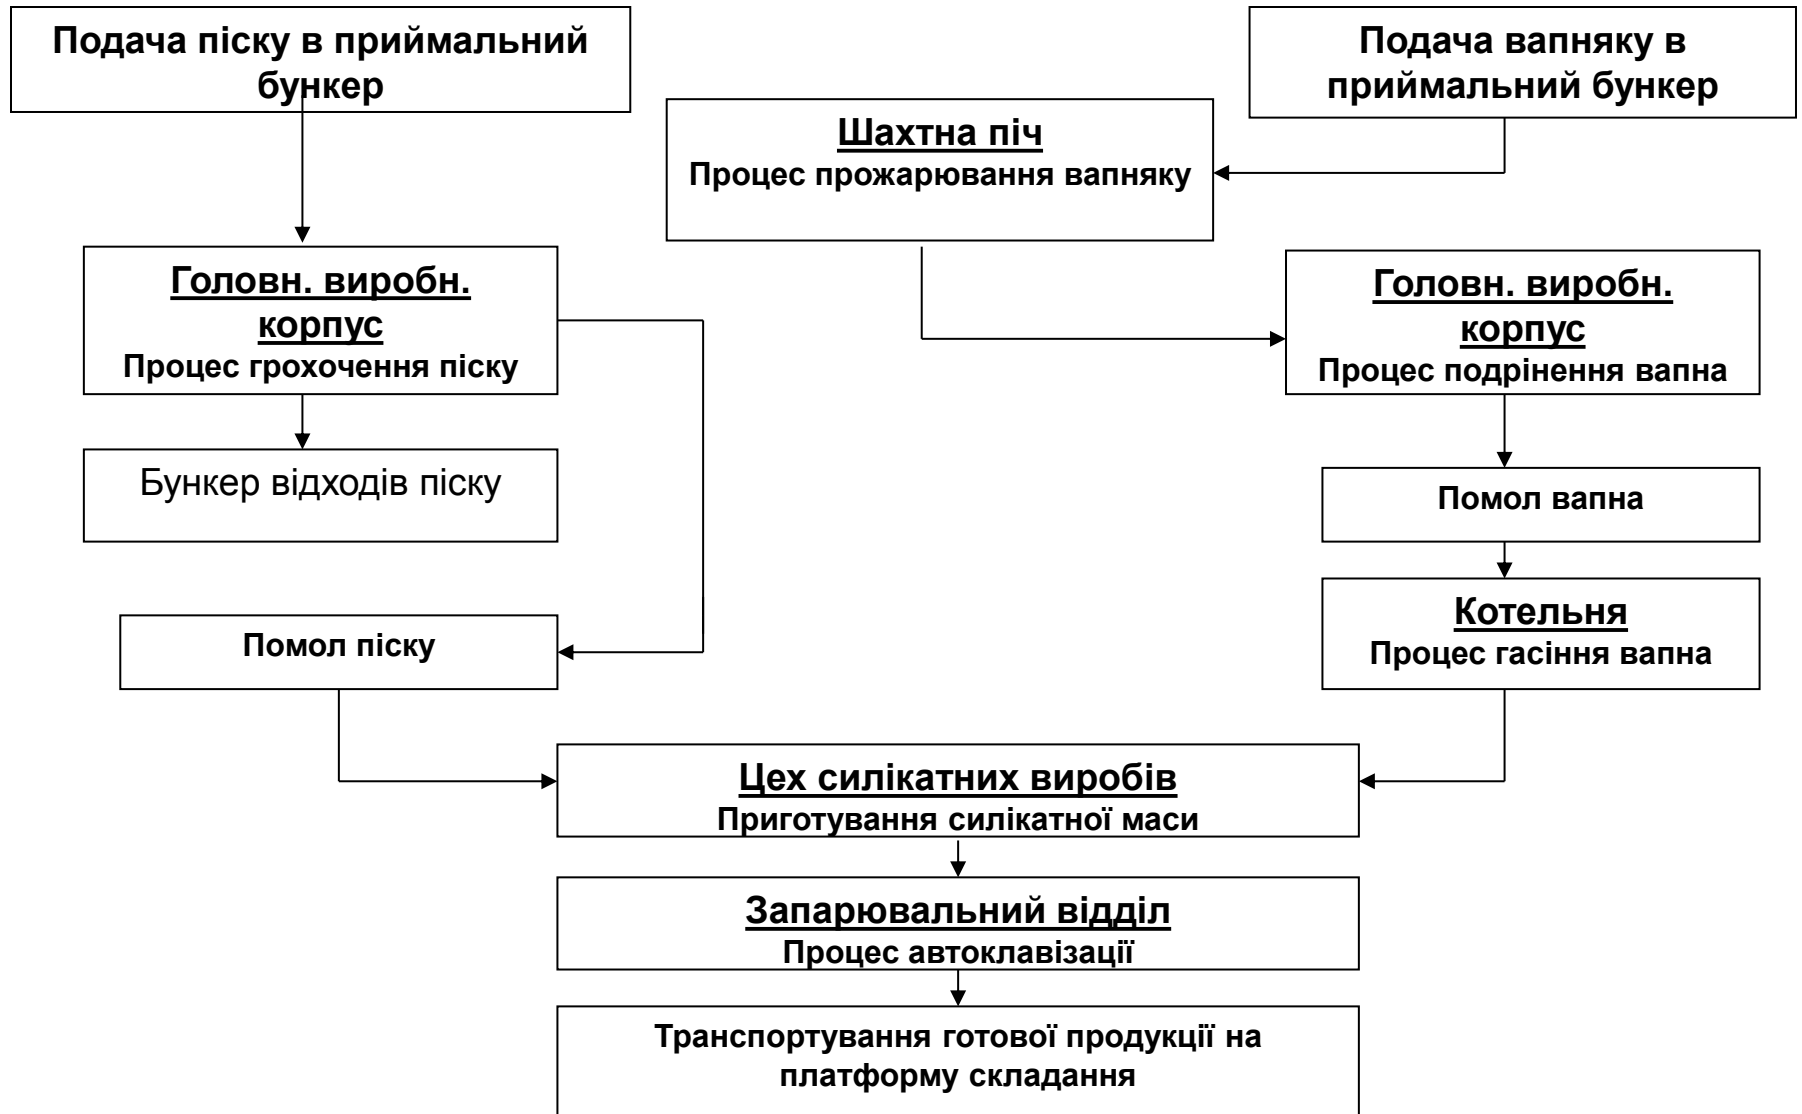 Подача піску в приймальний
бункер
Подача вапняку в
приймальний бункер
Шахтна піч
Процес прожарювання вапняку
Головн. виробн.
корпус
Процес грохочення піску
Головн. виробн.
корпус
Процес подрінення вапна
Бункер відходів піску
Помол вапна
Котельня
Процес гасіння вапна
Помол піску
Цех силікатних виробів
Приготування силікатної маси
Запарювальний відділ
Процес автоклавізації
Транспортування готової продукції на
платформу складання